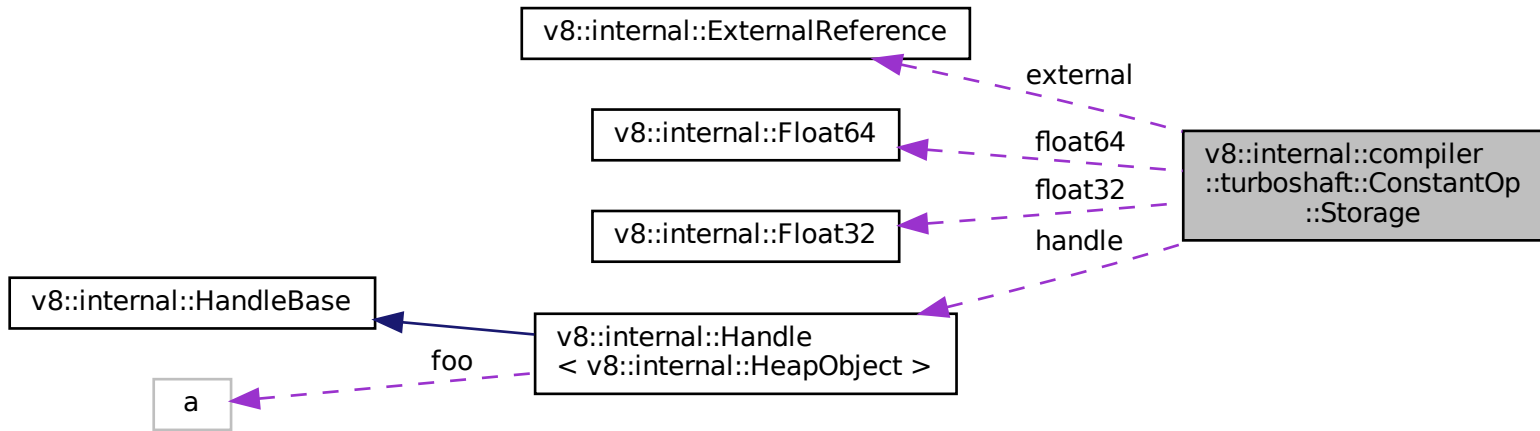 v8::internal::ExternalReference
external
v8::internal::Float64
float64
v8::internal::compiler
::turboshaft::ConstantOp
::Storage
float32
v8::internal::Float32
handle
v8::internal::HandleBase
v8::internal::Handle
< v8::internal::HeapObject >
foo
a